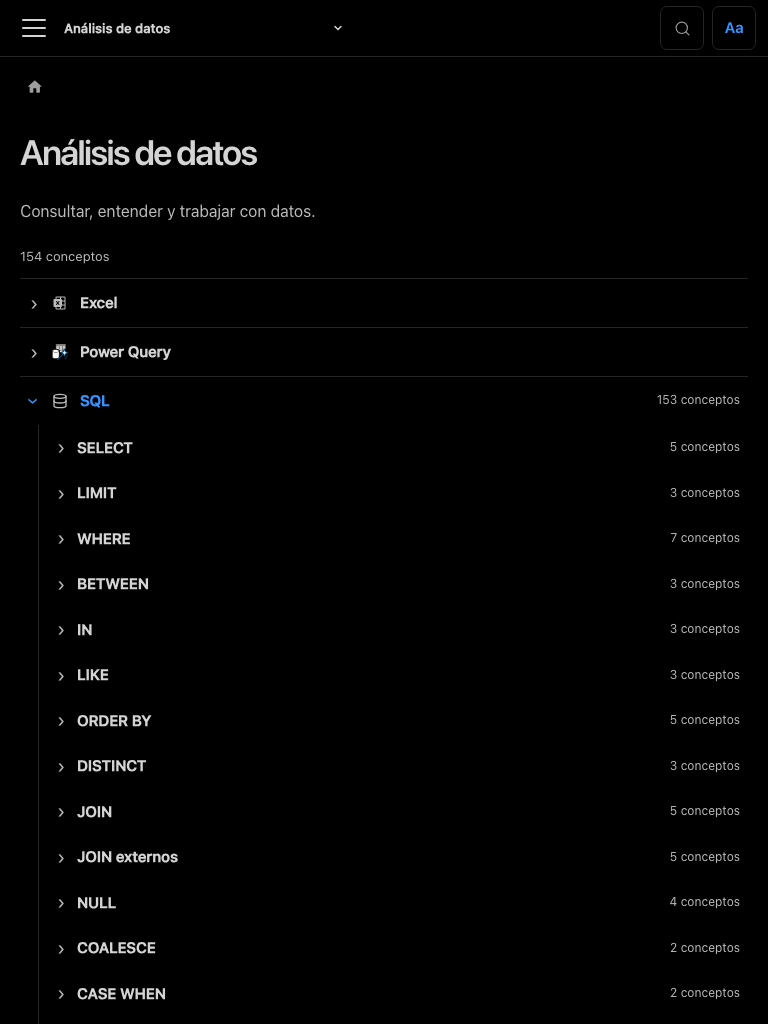 Análisis de datos
Aa
Análisis de datos
Consultar, entender y trabajar con datos.
154 conceptos
Excel
Power Query
SQL 153 conceptos
SELECT 5 conceptos
LIMIT 3 conceptos
WHERE 7 conceptos
BETWEEN 3 conceptos
IN 3 conceptos
LIKE 3 conceptos
ORDER BY 5 conceptos
DISTINCT 3 conceptos
JOIN 5 conceptos
JOIN externos 5 conceptos
NULL 4 conceptos
COALESCE 2 conceptos
CASE WHEN 2 conceptos